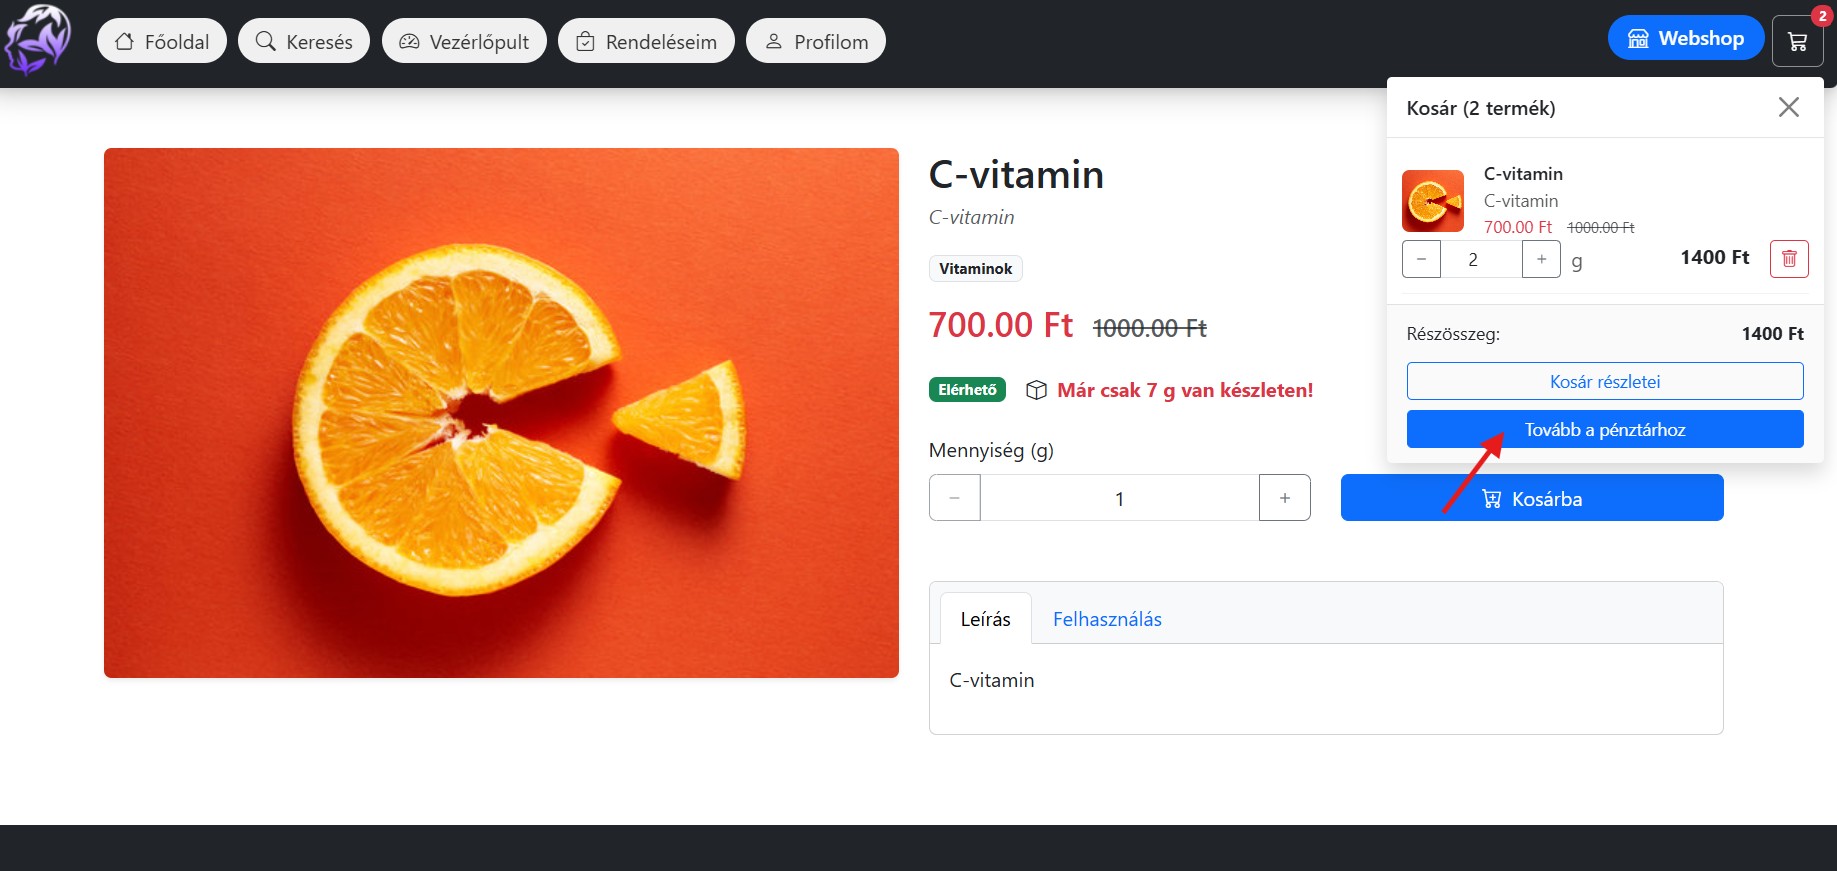 Főoldal
Keresés
Vezérlőpult
Rendeléseim
Profilom
Webshop
2
C-vitamin
C-vitamin
Vitaminok
700.00 Ft 1000.00 Ft
Elérhető
Már csak 7 g van készleten!
Mennyiség (g)
− 1 +
Kosárba
Leírás
Felhasználás
C-vitamin
Kosár (2 termék)
C-vitamin
C-vitamin
700.00 Ft 1000.00 Ft
− 2 + g
1400 Ft
Részösszeg: 1400 Ft
Kosár részletei
Tovább a pénztárhoz